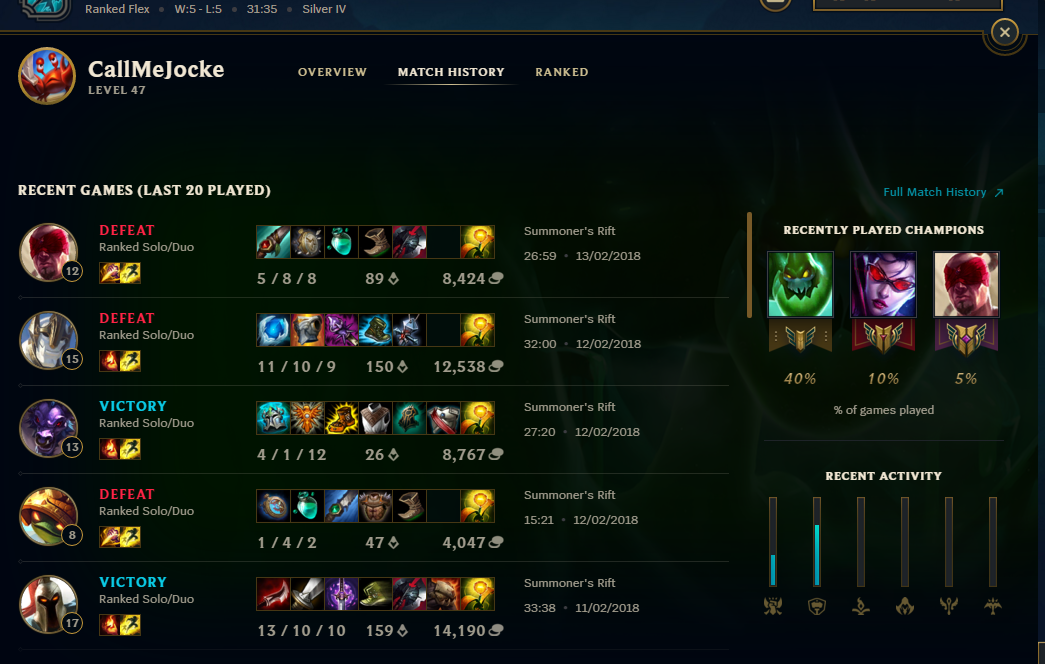 Ranked Flex • W:5 - L:5 • 31:35 • Silver IV
CallMeJocke
LEVEL 47
OVERVIEW MATCH HISTORY RANKED
RECENT GAMES (LAST 20 PLAYED)
Full Match History
DEFEAT
Ranked Solo/Duo
12
5 / 8 / 8 89 8,424
Summoner's Rift
26:59 • 13/02/2018
DEFEAT
Ranked Solo/Duo
15
11 / 10 / 9 150 12,538
Summoner's Rift
32:00 • 12/02/2018
VICTORY
Ranked Solo/Duo
13
4 / 1 / 12 26 8,767
Summoner's Rift
27:20 • 12/02/2018
DEFEAT
Ranked Solo/Duo
8
1 / 4 / 2 47 4,047
Summoner's Rift
15:21 • 12/02/2018
VICTORY
Ranked Solo/Duo
17
13 / 10 / 10 159 14,190
Summoner's Rift
33:38 • 11/02/2018
RECENTLY PLAYED CHAMPIONS
40% 10% 5%
% of games played
RECENT ACTIVITY